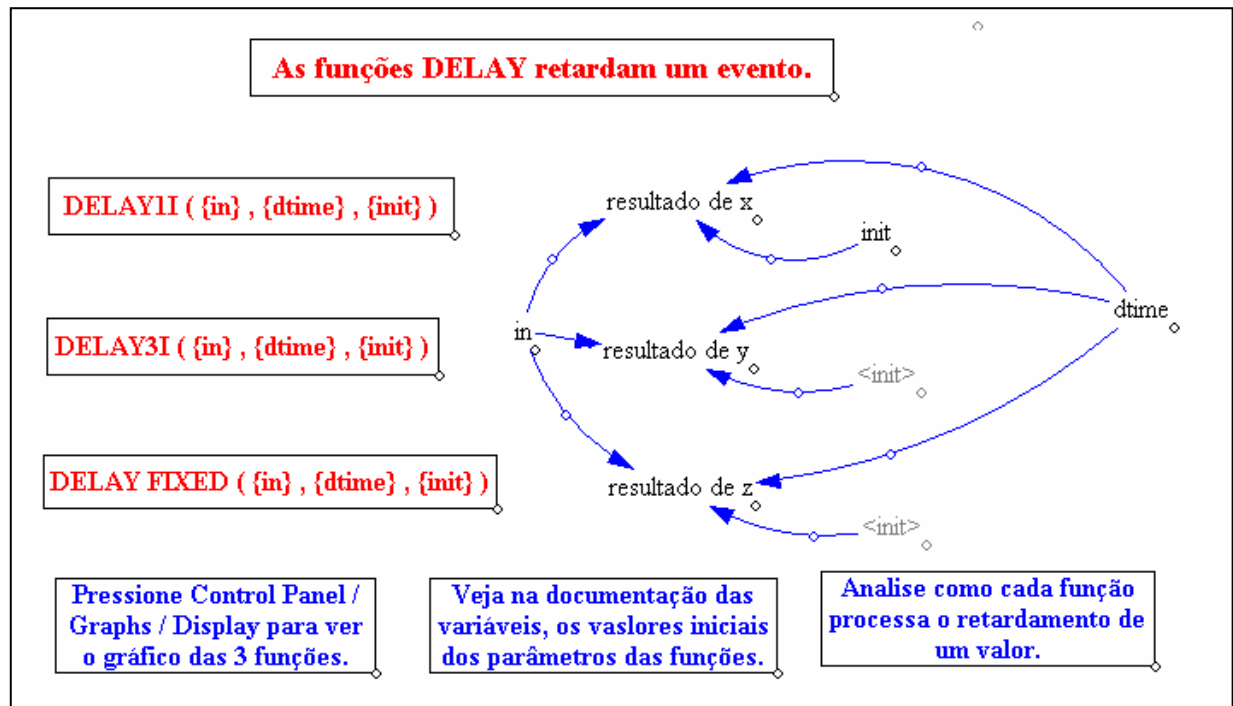 As funções DELAY retardam um evento.
DELAY1I ( {in} , {dtime} , {init} )
resultado de x
init
dtime
in
DELAY3I ( {in} , {dtime} , {init} )
resultado de y
<init>
DELAY FIXED ( {in} , {dtime} , {init} )
resultado de z
<init>
Pressione Control Panel /
Graphs / Display para ver
o gráfico das 3 funções.
Veja na documentação das
variáveis, os vaslores iniciais
dos parâmetros das funções.
Analise como cada função
processa o retardamento de
um valor.